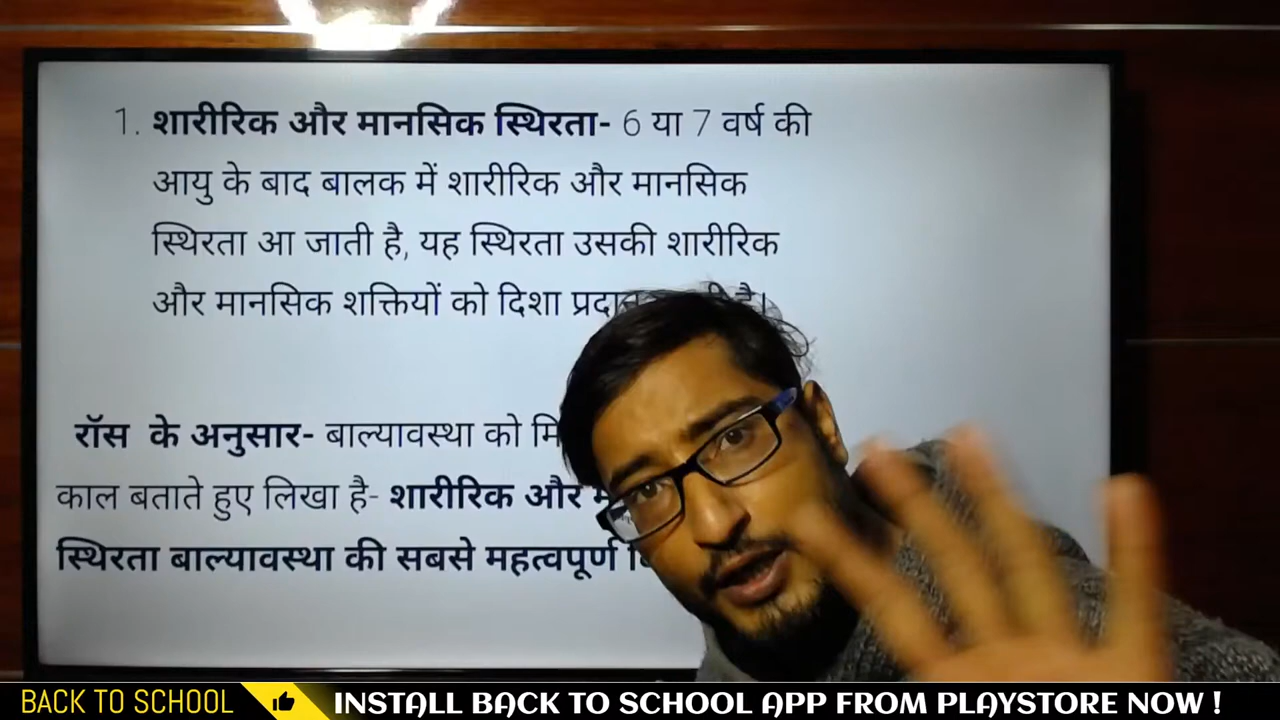 1. शारीरिक और मानसिक स्थिरता- 6 या 7 वर्ष की
आयु के बाद बालक में शारीरिक और मानसिक
स्थिरता आ जाती है, यह स्थिरता उसकी शारीरिक
और मानसिक शक्तियों को दिशा है।
रॉस के अनुसार- बाल्यावस्था को
काल बताते हुए लिखा है- शारीरिक और
स्थिरता बाल्यावस्था की सबसे महत्वपूर्ण
BACK TO SCHOOL INSTALL BACK TO SCHOOL APP FROM PLAYSTORE NOW !